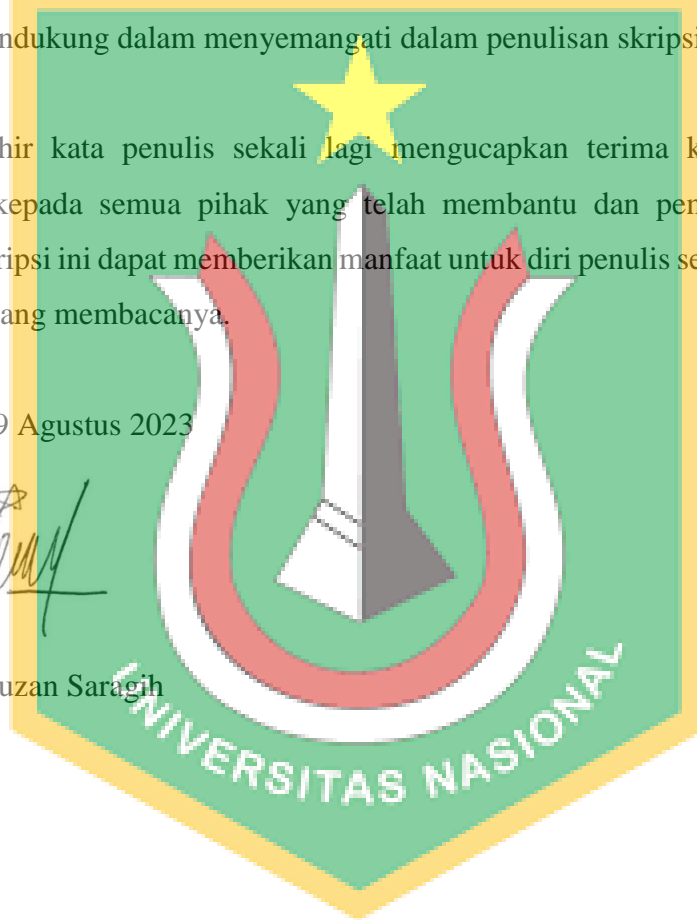 ndukung dalam menyemangati dalam penulisan skripsi
hir kata penulis sekali lagi mengucapkan terima k
kepada semua pihak yang telah membantu dan pen
ripsi ini dapat memberikan manfaat untuk diri penulis se
ang membacanya.
9 Agustus 2023
uzan Saragih
UNIVERSITAS NASIONAL